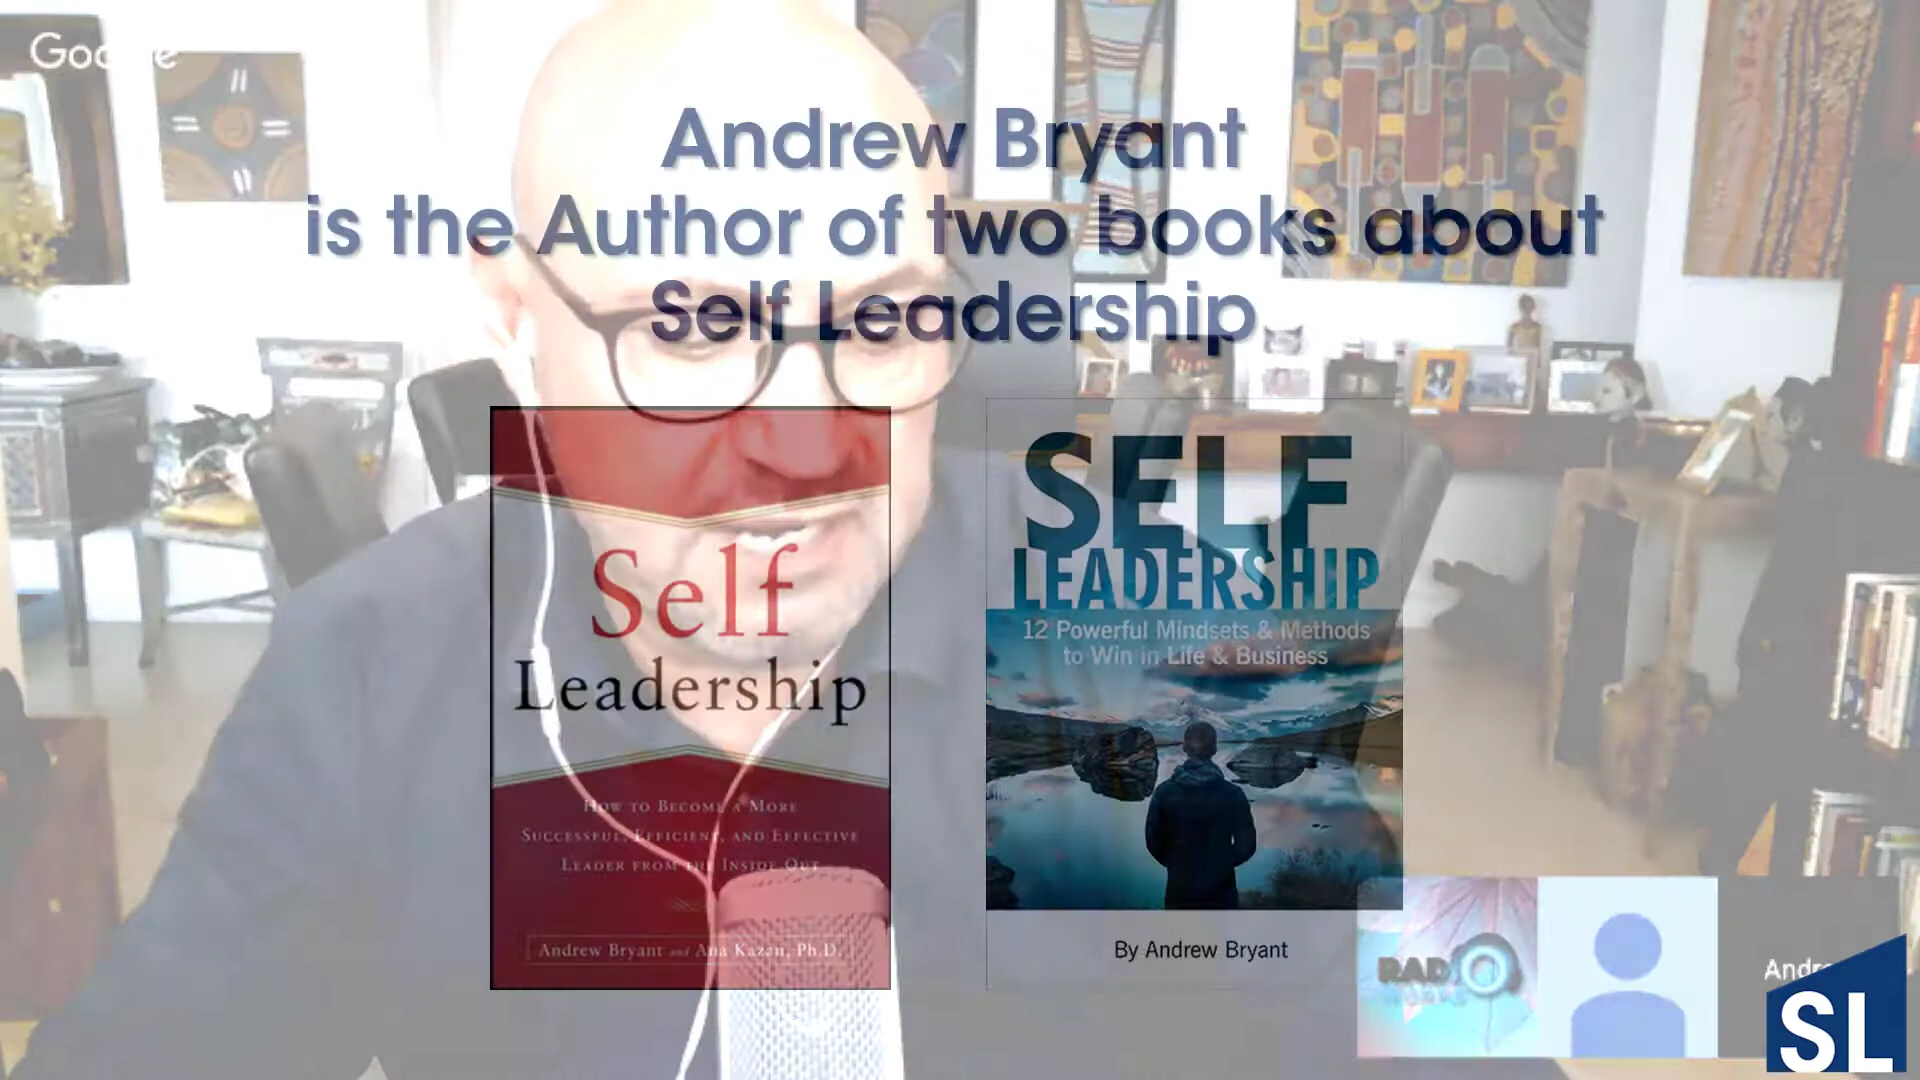 Google
Andrew Bryant
is the Author of two books about
Self Leadership
Self
Leadership
How to Become a More
Successful, Efficient, and Effective
Leader from the Inside Out
Andrew Bryant and Ana Kazan, Ph.D.
SELF
LEADERSHIP
12 Powerful Mindsets & Methods
to Win in Life & Business
By Andrew Bryant
RADIO
SL